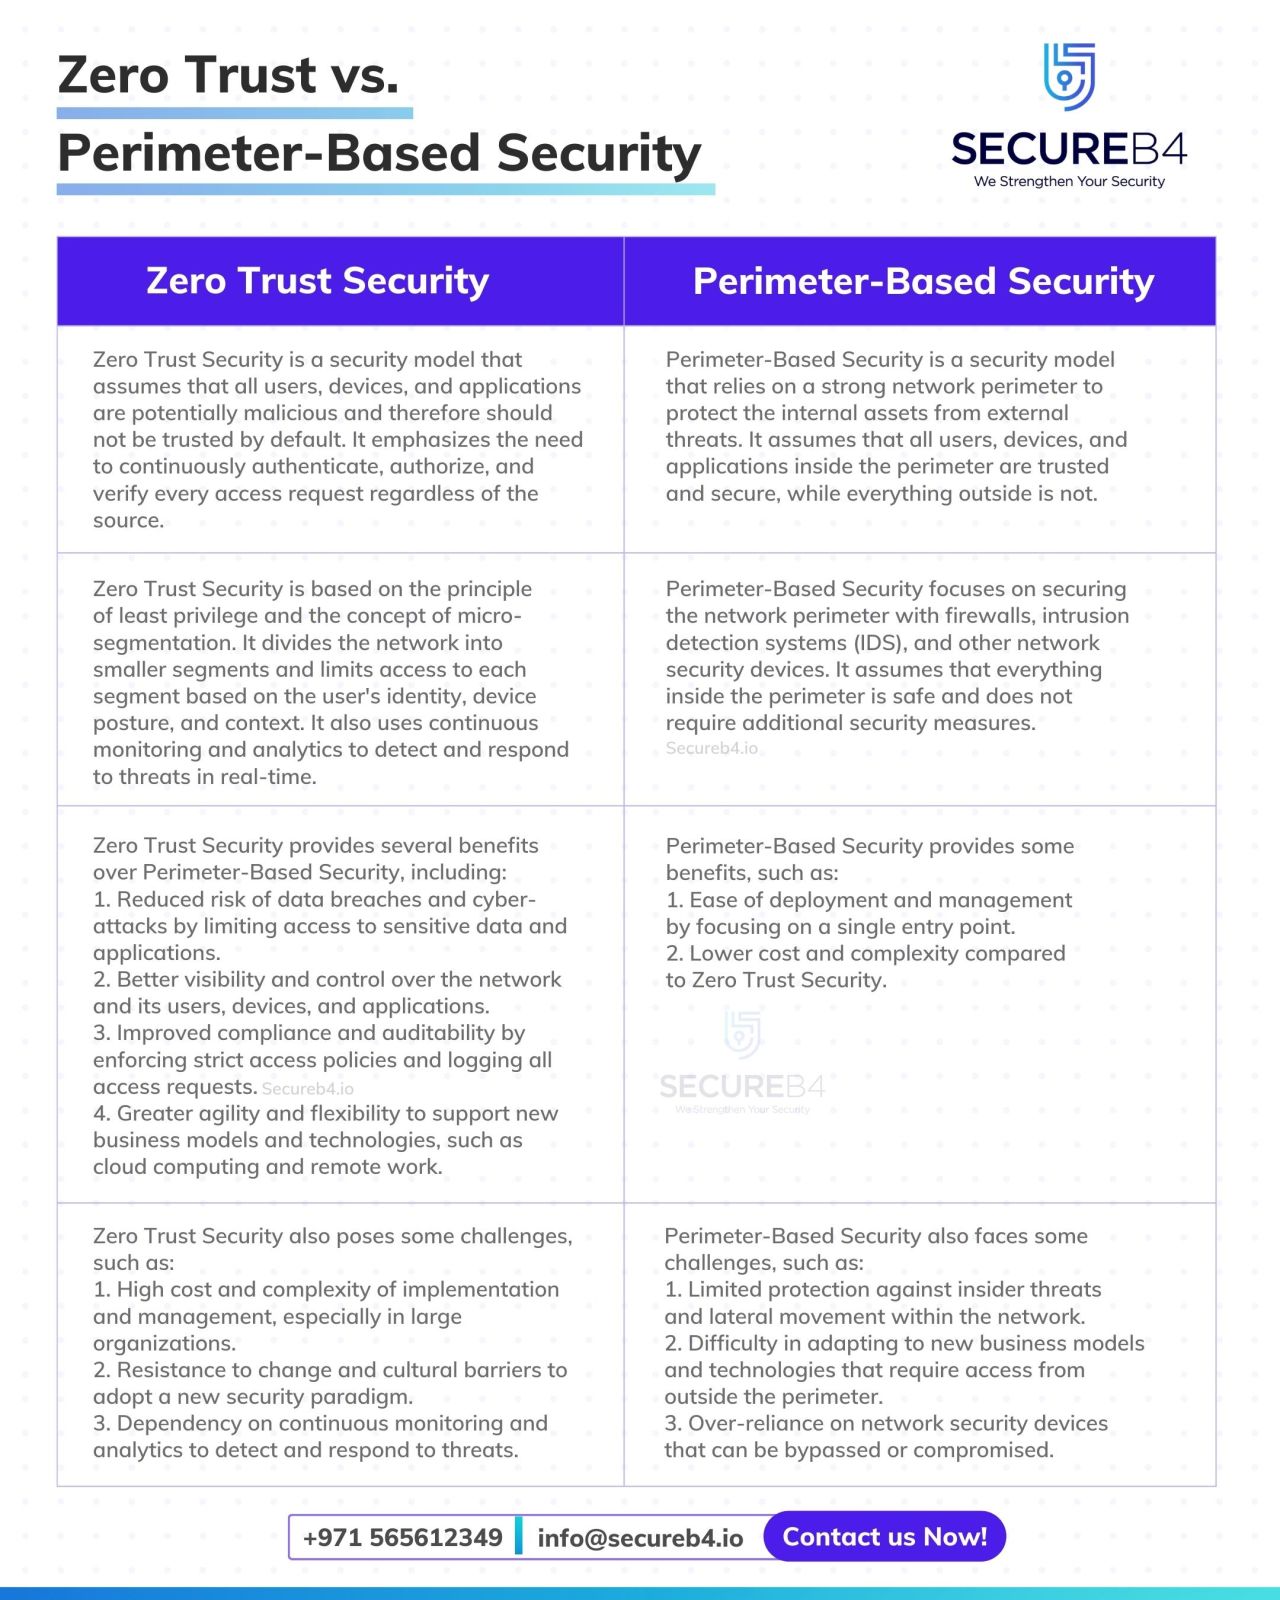 Zero Trust vs.
Perimeter-Based Security
SECUREB4
We Strengthen Your Security
Zero Trust Security
Perimeter-Based Security
Zero Trust Security is a security model that
assumes that all users, devices, and applications
are potentially malicious and therefore should
not be trusted by default. It emphasizes the need
to continuously authenticate, authorize, and
verify every access request regardless of the
source.
Perimeter-Based Security is a security model
that relies on a strong network perimeter to
protect the internal assets from external
threats. It assumes that all users, devices, and
applications inside the perimeter are trusted
and secure, while everything outside is not.
Zero Trust Security is based on the principle
of least privilege and the concept of micro-
segmentation. It divides the network into
smaller segments and limits access to each
segment based on the user's identity, device
posture, and context. It also uses continuous
monitoring and analytics to detect and respond
to threats in real-time.
Perimeter-Based Security focuses on securing
the network perimeter with firewalls, intrusion
detection systems (IDS), and other network
security devices. It assumes that everything
inside the perimeter is safe and does not
require additional security measures.
Secureb4.io
Zero Trust Security provides several benefits
over Perimeter-Based Security, including:
1. Reduced risk of data breaches and cyber-
attacks by limiting access to sensitive data and
applications.
2. Better visibility and control over the network
and its users, devices, and applications.
3. Improved compliance and auditability by
enforcing strict access policies and logging all
access requests. Secureb4.io
4. Greater agility and flexibility to support new
business models and technologies, such as
cloud computing and remote work.
Perimeter-Based Security provides some
benefits, such as:
1. Ease of deployment and management
by focusing on a single entry point.
2. Lower cost and complexity compared
to Zero Trust Security.
SECUREB4
We Strengthen Your Security
Zero Trust Security also poses some challenges,
such as:
1. High cost and complexity of implementation
and management, especially in large
organizations.
2. Resistance to change and cultural barriers to
adopt a new security paradigm.
3. Dependency on continuous monitoring and
analytics to detect and respond to threats.
Perimeter-Based Security also faces some
challenges, such as:
1. Limited protection against insider threats
and lateral movement within the network.
2. Difficulty in adapting to new business models
and technologies that require access from
outside the perimeter.
3. Over-reliance on network security devices
that can be bypassed or compromised.
+971 565612349
info@secureb4.io
Contact us Now!